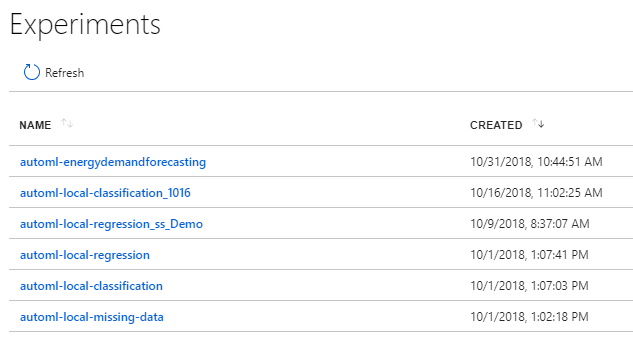 Experiments
Refresh
NAME CREATED
automl-energydemandforecasting 10/31/2018, 10:44:51 AM
automl-local-classification_1016 10/16/2018, 11:02:25 AM
automl-local-regression_ss_Demo 10/9/2018, 8:37:07 AM
automl-local-regression 10/1/2018, 1:07:41 PM
automl-local-classification 10/1/2018, 1:07:03 PM
automl-local-missing-data 10/1/2018, 1:02:18 PM